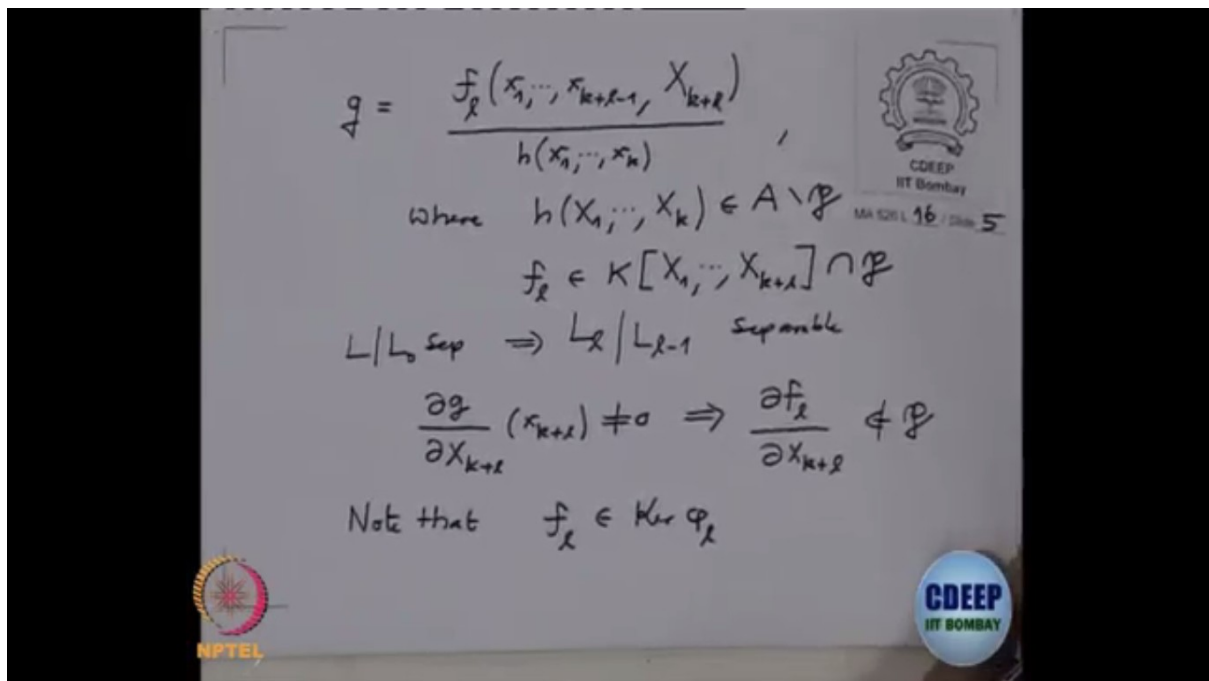 g = f_ℓ(x_1, ..., x_{k+ℓ-1}, X_{k+ℓ}) / h(x_1, ..., x_k) ,
where h(X_1, ..., X_k) ∈ A \ 𝔭
f_ℓ ∈ K[X_1, ..., X_{k+ℓ}] ∩ 𝔭
L|L_0 sep ⇒ L_ℓ | L_{ℓ-1} separable
∂g/∂X_{k+ℓ} (x_{k+ℓ}) ≠ 0 ⇒ ∂f_ℓ/∂X_{k+ℓ} ∉ 𝔭
Note that f_ℓ ∈ Ker φ_ℓ
CDEEP
IIT Bombay
MA 526 L 16 / Slide 5
NPTEL
CDEEP
IIT BOMBAY